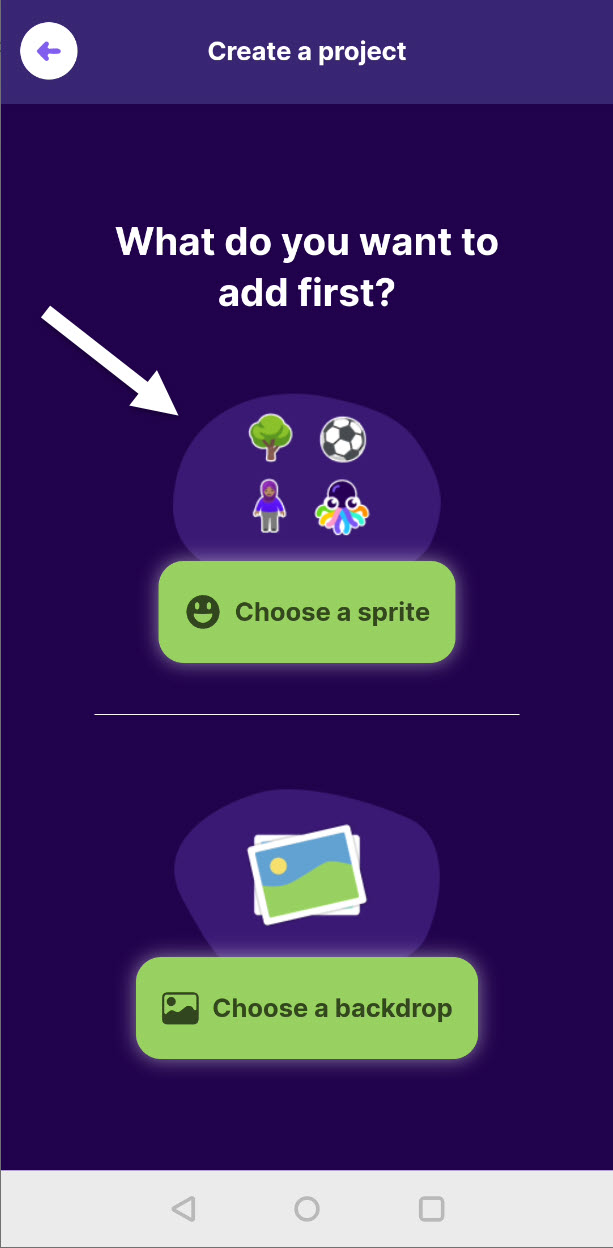 Create a project
What do you want to
add first?
Choose a sprite
Choose a backdrop